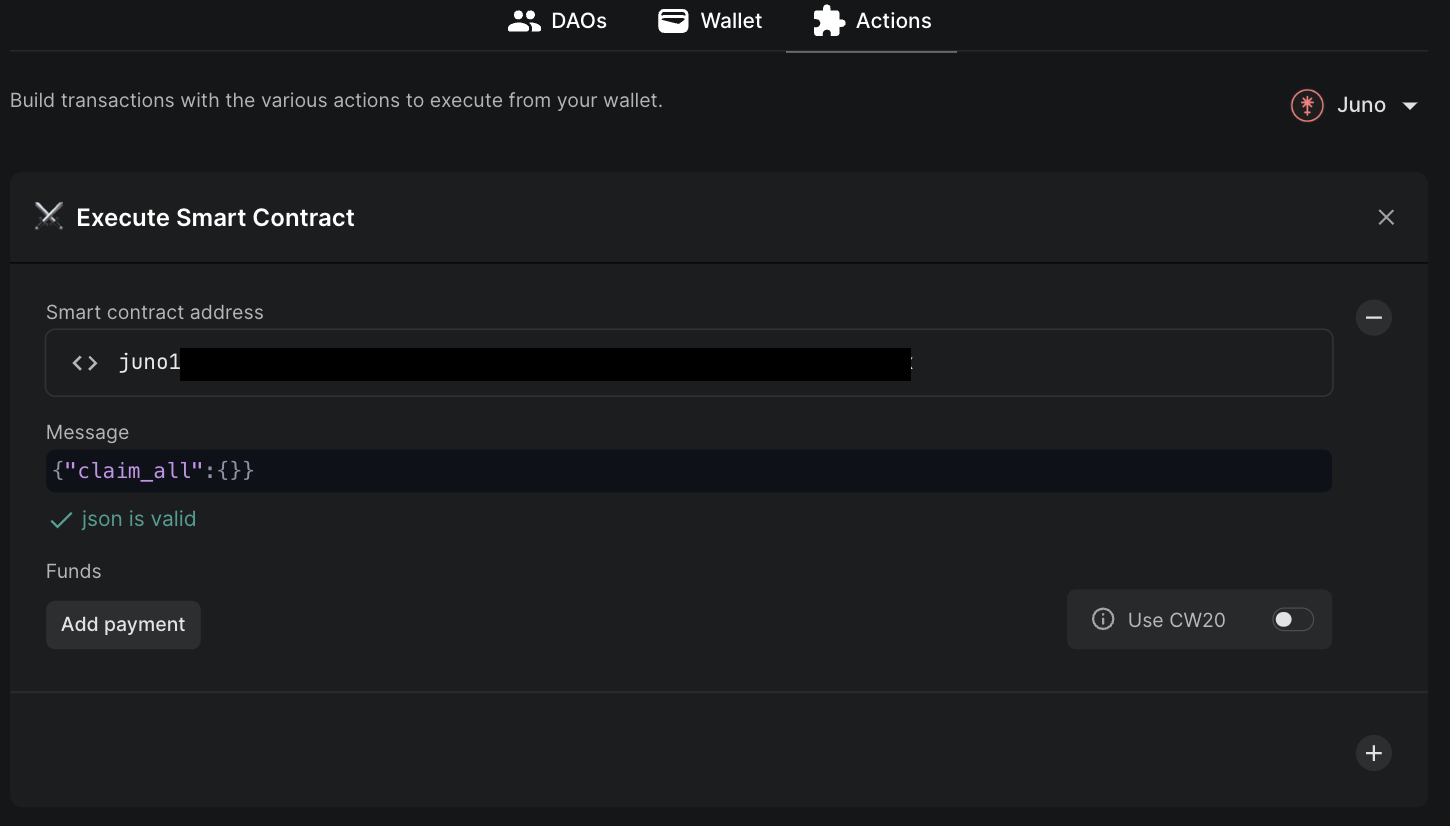 DAOs Wallet Actions
Build transactions with the various actions to execute from your wallet.
Juno
Execute Smart Contract
Smart contract address
juno1
Message
{"claim_all":{}}
json is valid
Funds
Add payment
Use CW20